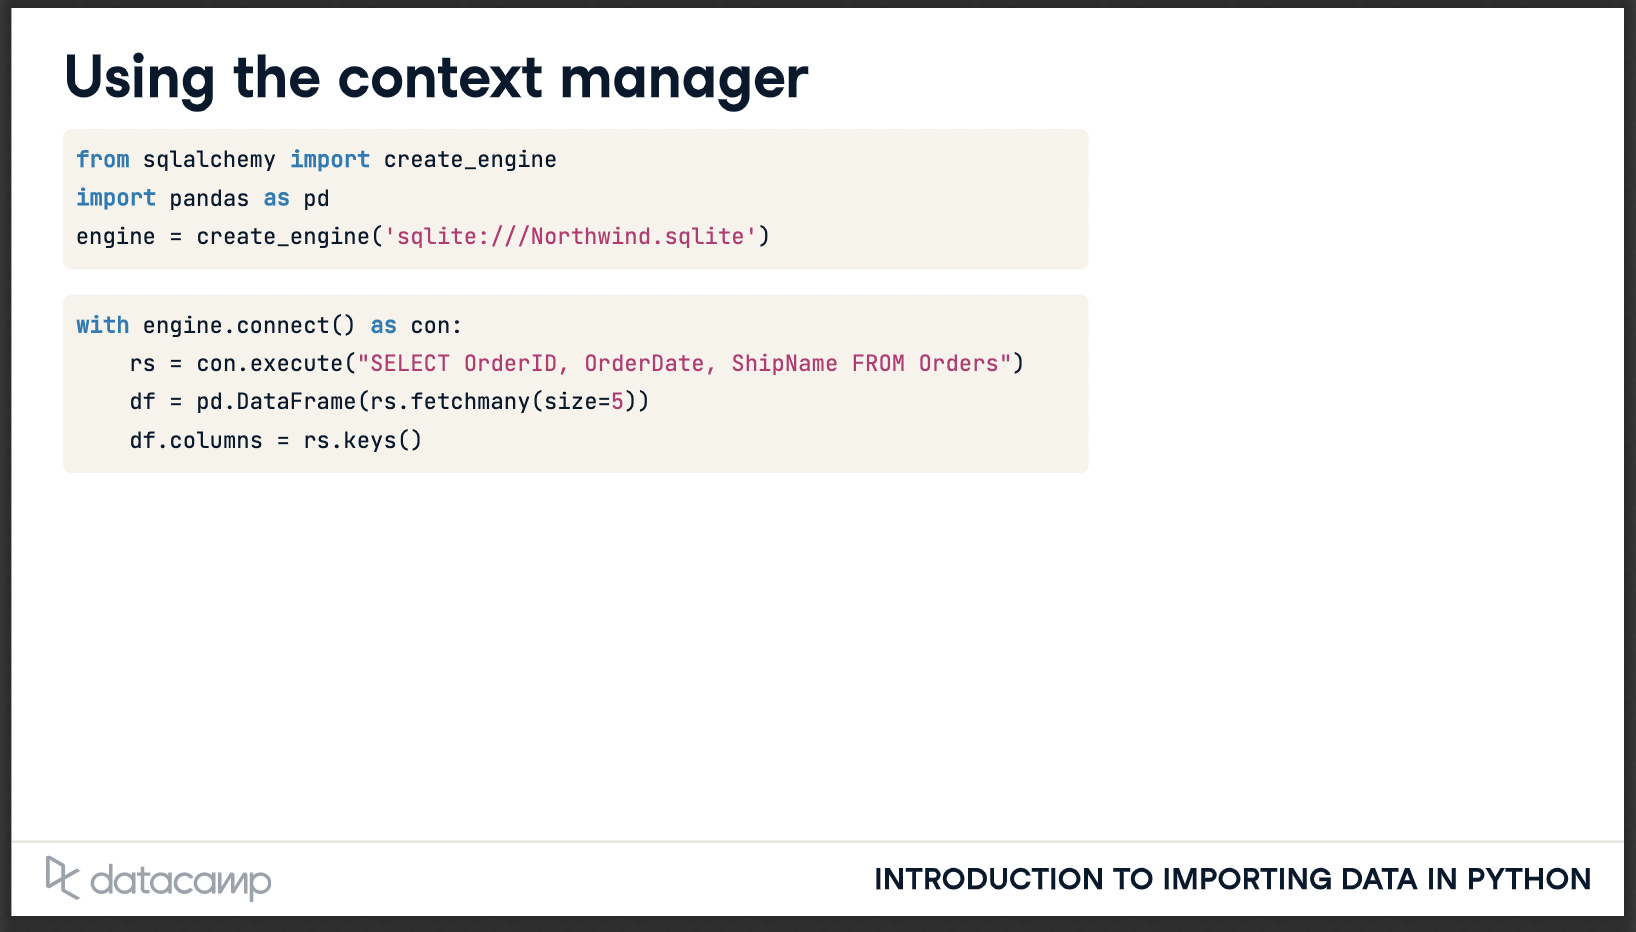 Using the context manager
from sqlalchemy import create_engine
import pandas as pd
engine = create_engine('sqlite:///Northwind.sqlite')
with engine.connect() as con:
    rs = con.execute("SELECT OrderID, OrderDate, ShipName FROM Orders")
    df = pd.DataFrame(rs.fetchmany(size=5))
    df.columns = rs.keys()
datacamp
INTRODUCTION TO IMPORTING DATA IN PYTHON